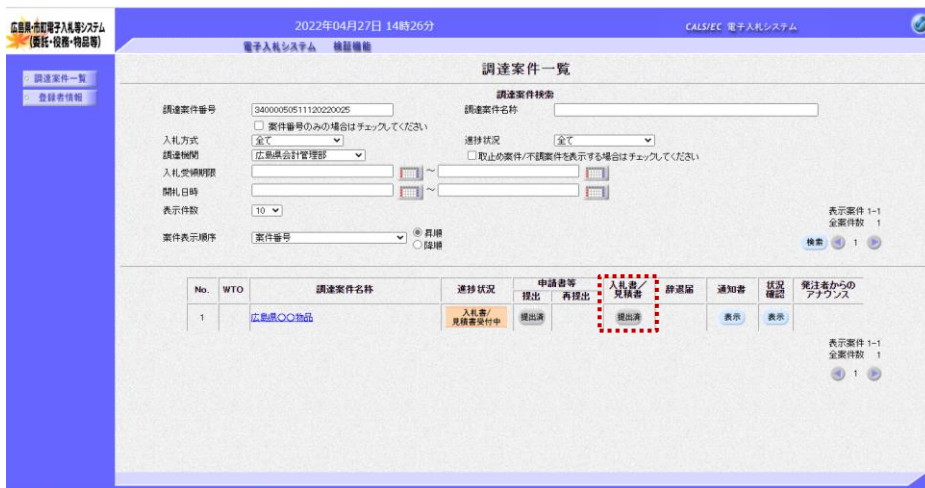 広島県・市町電子入札等システム
(委託・役務・物品等)
2022年04月27日 14時26分
CALS/EC 電子入札システム
電子入札システム 検証機能
調達案件一覧
登録者情報
調達案件一覧
調達案件検索
調達案件番号 34000050511120220025 調達案件名称
案件番号のみの場合はチェックしてください
入札方式 全て 進捗状況 全て
調達機関 広島県会計管理部 取止め案件/不調案件を表示する場合はチェックしてください
入札受領期限 ~
開札日時 ~
表示件数 10
表示案件 1-1
全案件数 1
案件表示順序 案件番号 昇順
降順
検索 1
No. WTO 調達案件名称 進捗状況 申請書等 入札書/見積書 辞退届 通知書 状況確認 発注者からのアナウンス
提出 再提出
1 広島県〇〇物品 入札書/見積書受付中 提出済 提出済 表示 表示
表示案件 1-1
全案件数 1
1